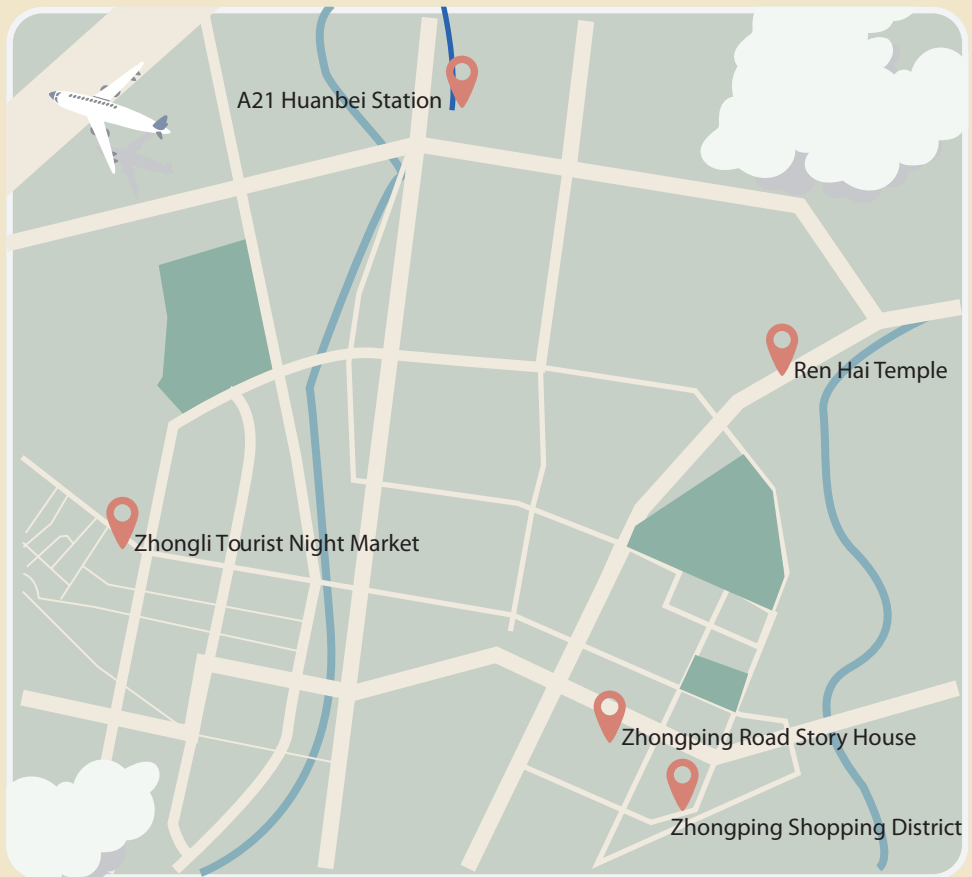 A21 Huanbei Station
Ren Hai Temple
Zhongli Tourist Night Market
Zhongping Road Story House
Zhongping Shopping District